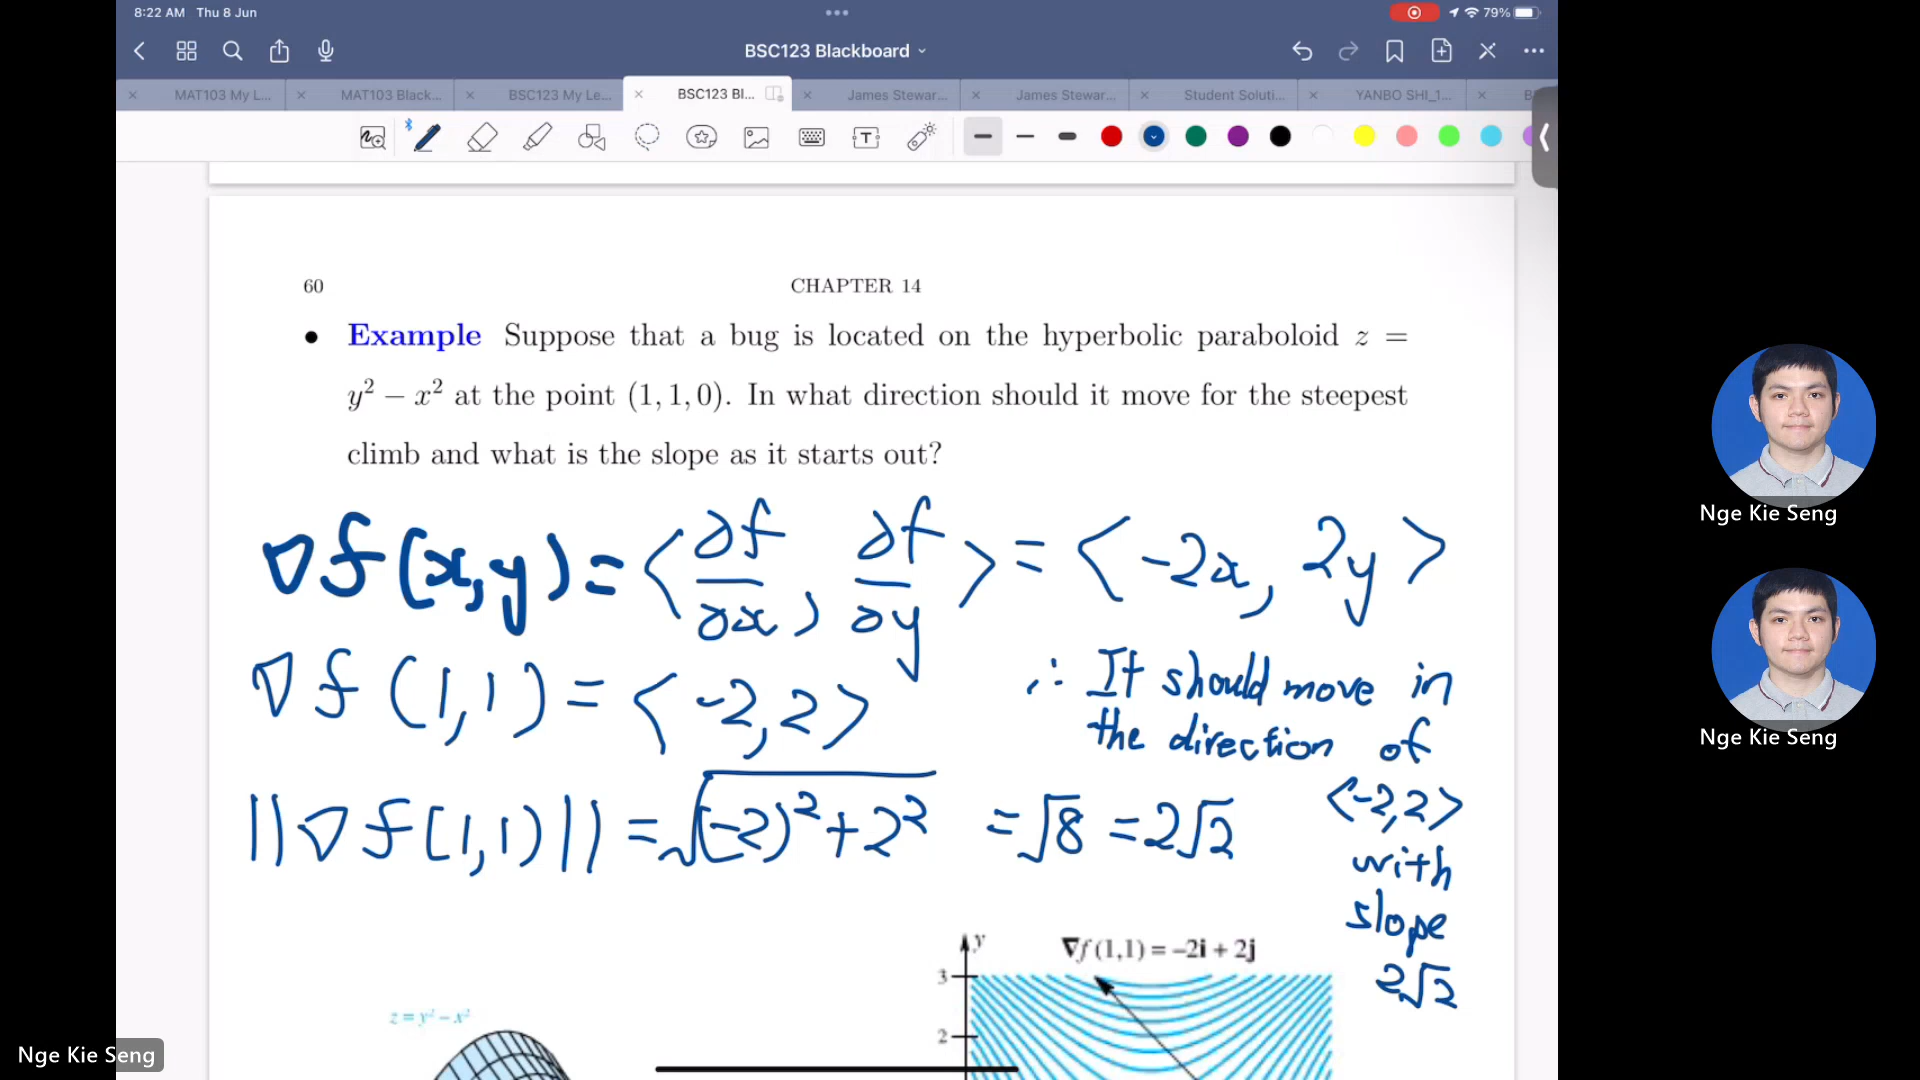 8:22 AM Thu 8 Jun
79%
BSC123 Blackboard
MAT103 My L...
MAT103 Black...
BSC123 My Le...
BSC123 Bl...
James Stewar...
James Stewar...
Student Soluti...
YANBO SHI_1...
60
CHAPTER 14
• Example Suppose that a bug is located on the hyperbolic paraboloid z =
y² − x² at the point (1, 1, 0). In what direction should it move for the steepest
climb and what is the slope as it starts out?
∇f(x,y) = ⟨∂f/∂x, ∂f/∂y⟩ = ⟨-2x, 2y⟩
∇f(1,1) = ⟨-2,2⟩
∴ It should move in
the direction of
⟨-2,2⟩
with
slope
2√2
||∇f(1,1)|| = √((-2)²+2²) = √8 = 2√2
y
∇f(1,1) = –2i + 2j
3
2
z = y² – x²
Nge Kie Seng
Nge Kie Seng
Nge Kie Seng